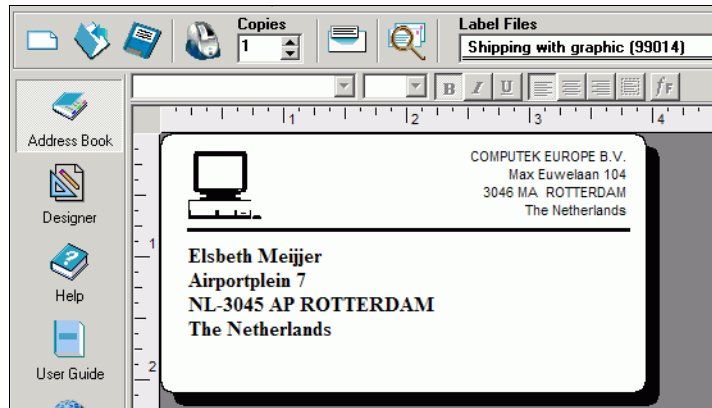 Copies
1
Label Files
Shipping with graphic (99014)
B I U
fF
Address Book
Designer
Help
User Guide
1 2 3 4
1
2
COMPUTEK EUROPE B.V.
Max Euwelaan 104
3046 MA ROTTERDAM
The Netherlands
Elsbeth Meijjer
Airportplein 7
NL-3045 AP ROTTERDAM
The Netherlands